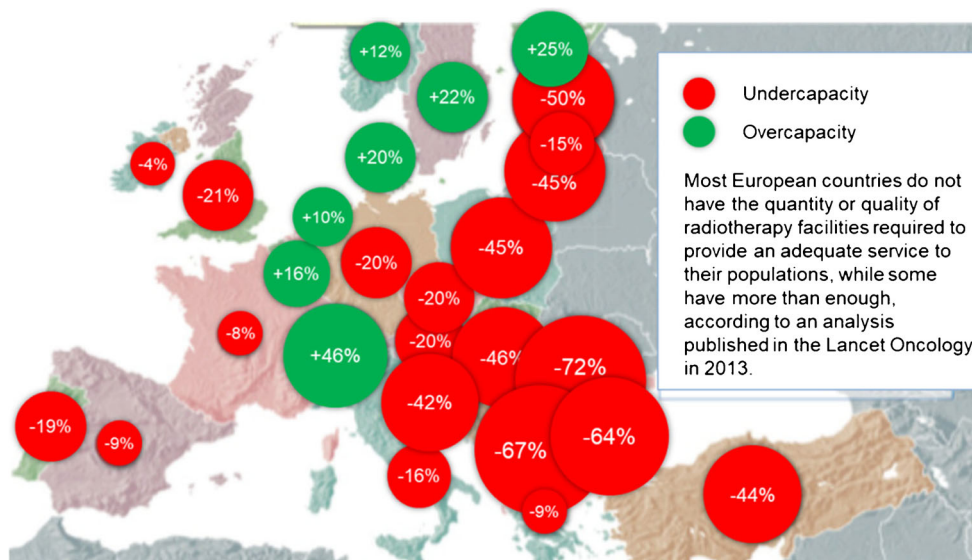 +12%
+25%
+22%
-50%
-15%
-4%
+20%
-45%
-21%
+10%
-45%
-20%
+16%
-20%
-8%
-20%
+46%
-46%
-72%
-42%
-19%
-9%
-64%
-67%
-16%
-44%
-9%
Undercapacity
Overcapacity
Most European countries do not
have the quantity or quality of
radiotherapy facilities required to
provide an adequate service to
their populations, while some
have more than enough,
according to an analysis
published in the Lancet Oncology
in 2013.